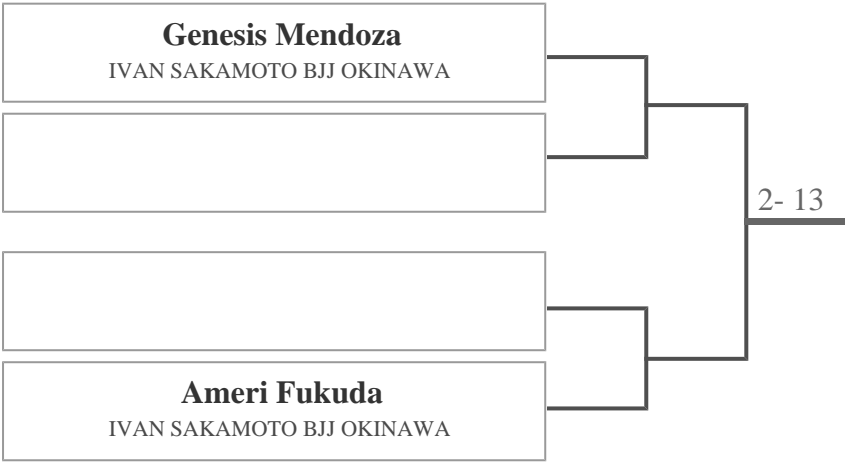 Genesis Mendoza
IVAN SAKAMOTO BJJ OKINAWA
2- 13
Ameri Fukuda
IVAN SAKAMOTO BJJ OKINAWA